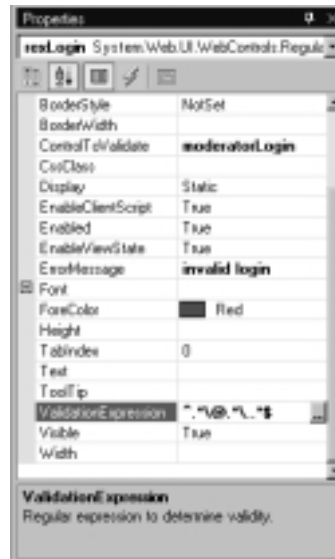 Properties
rexLogin System.Web.UI.WebControls.Regula
BorderStyle NotSet
BorderWidth
ControlToValidate moderatorLogin
CssClass
Display Static
EnableClientScript True
Enabled True
EnableViewState True
ErrorMessage invalid login
Font
ForeColor Red
Height
TabIndex 0
Text
ToolTip
ValidationExpression ^.*\@.*\..*$ ...
Visible True
Width
ValidationExpression
Regular expression to determine validity.